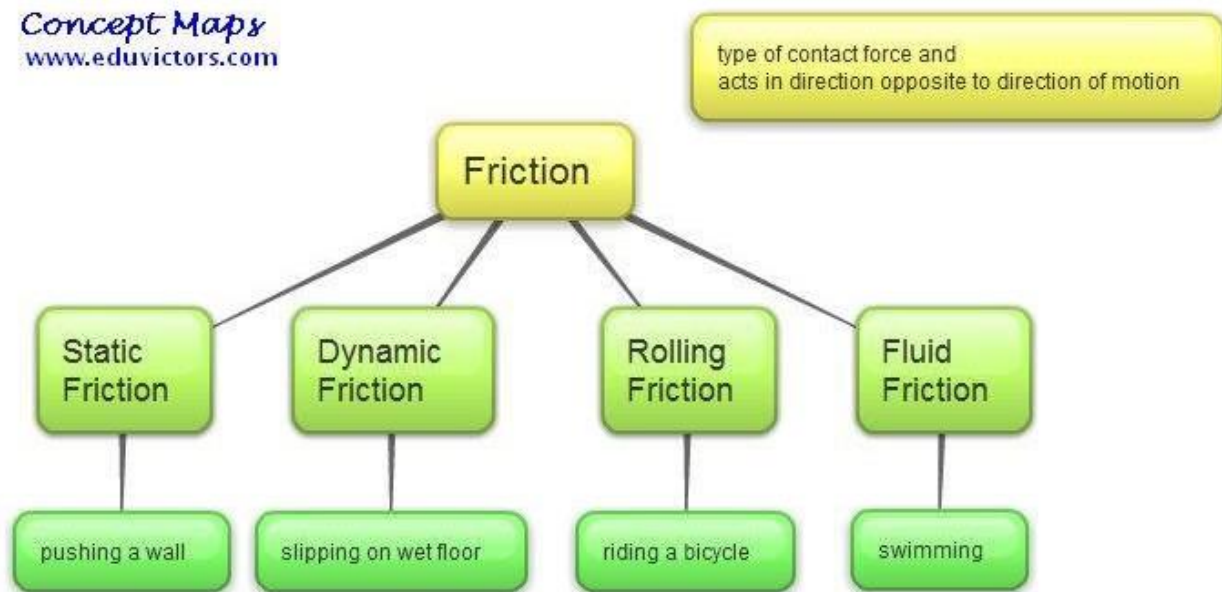 Concept Maps
www.eduvictors.com
type of contact force and
acts in direction opposite to direction of motion
Friction
Static
Friction
Dynamic
Friction
Rolling
Friction
Fluid
Friction
pushing a wall
slipping on wet floor
riding a bicycle
swimming